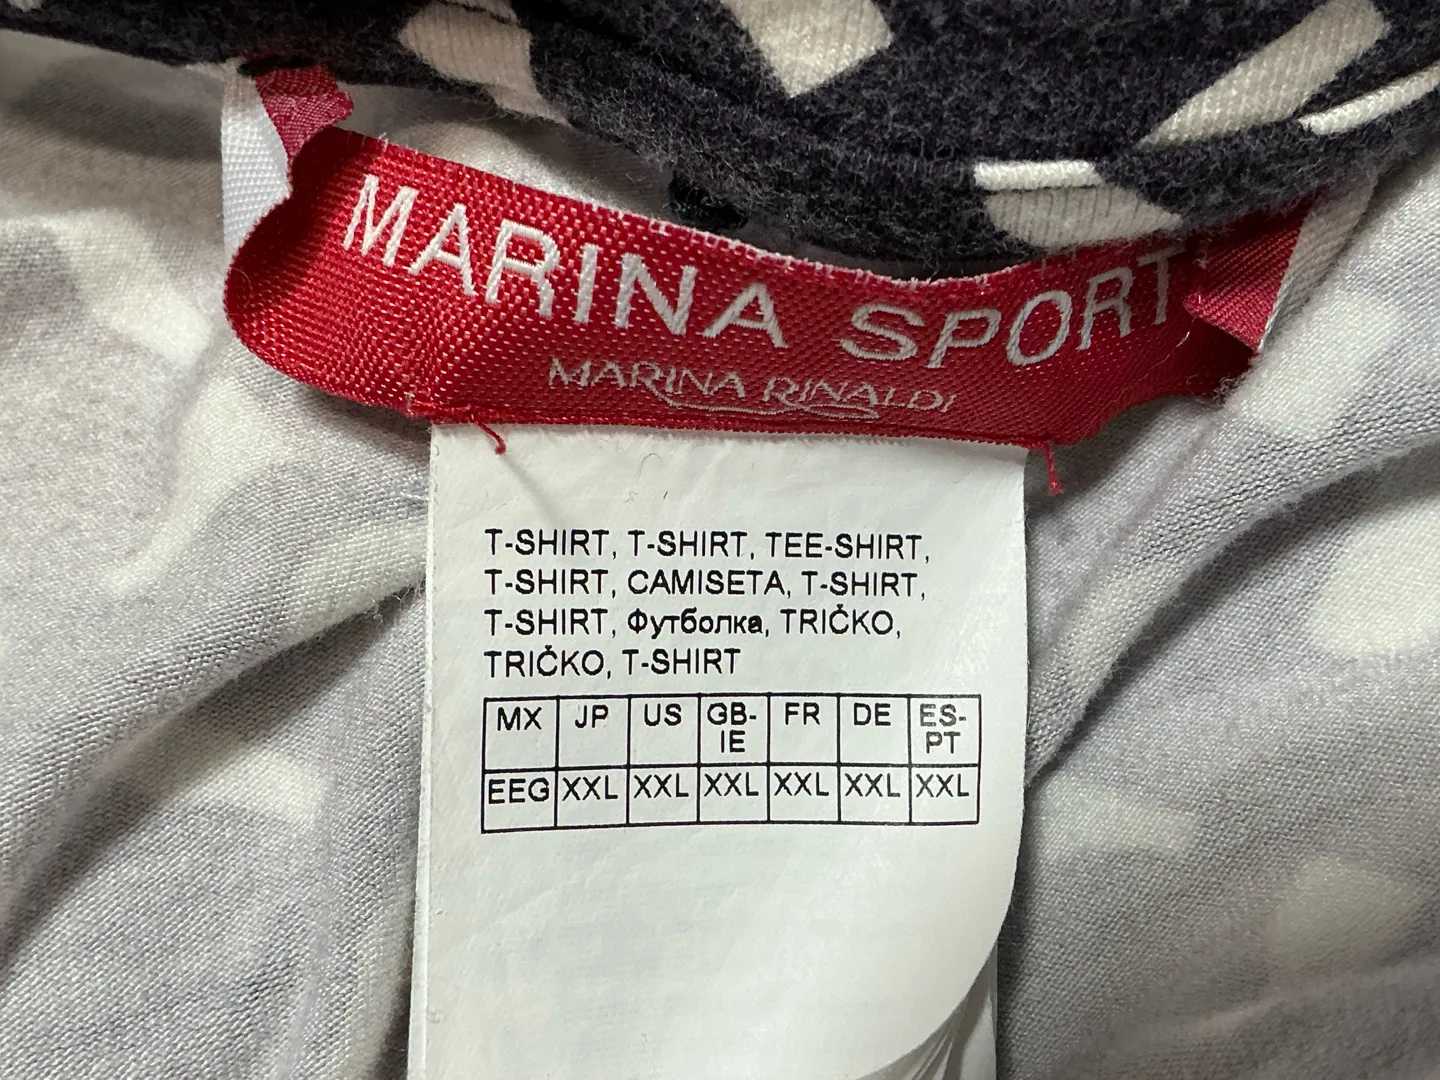 MARINA SPORT
MARINA RINALDI
T-SHIRT, T-SHIRT, TEE-SHIRT,
T-SHIRT, CAMISETA, T-SHIRT,
T-SHIRT, Футболка, TRIČKO,
TRIČKO, T-SHIRT
MX JP US GB-IE FR DE ES-PT
EEG XXL XXL XXL XXL XXL XXL